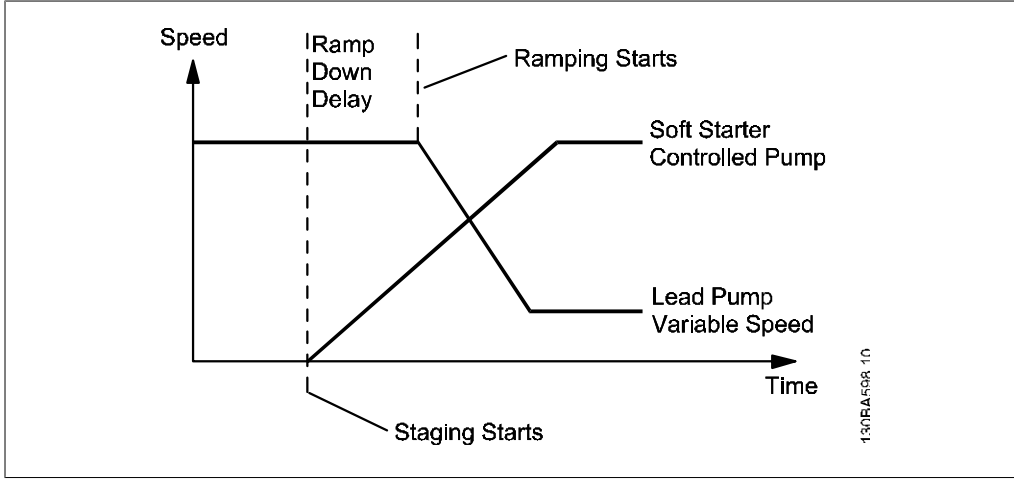 Speed
Ramp
Down
Delay
Ramping Starts
Soft Starter
Controlled Pump
Lead Pump
Variable Speed
Time
Staging Starts
130BA598.10